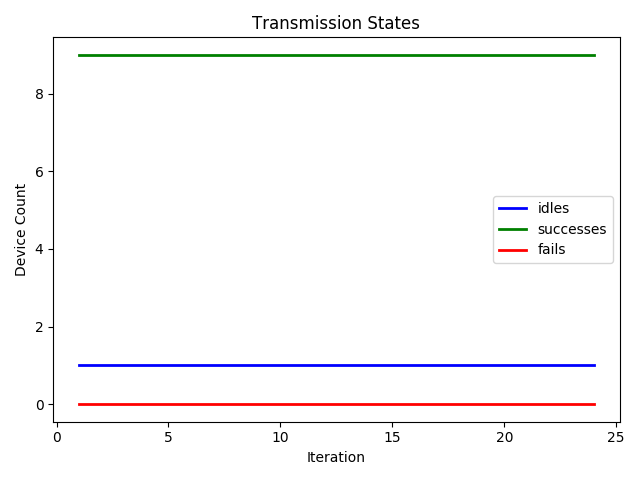 Transmission States
Device Count
8
6
4
2
0
idles
successes
fails
0 5 10 15 20 25
Iteration